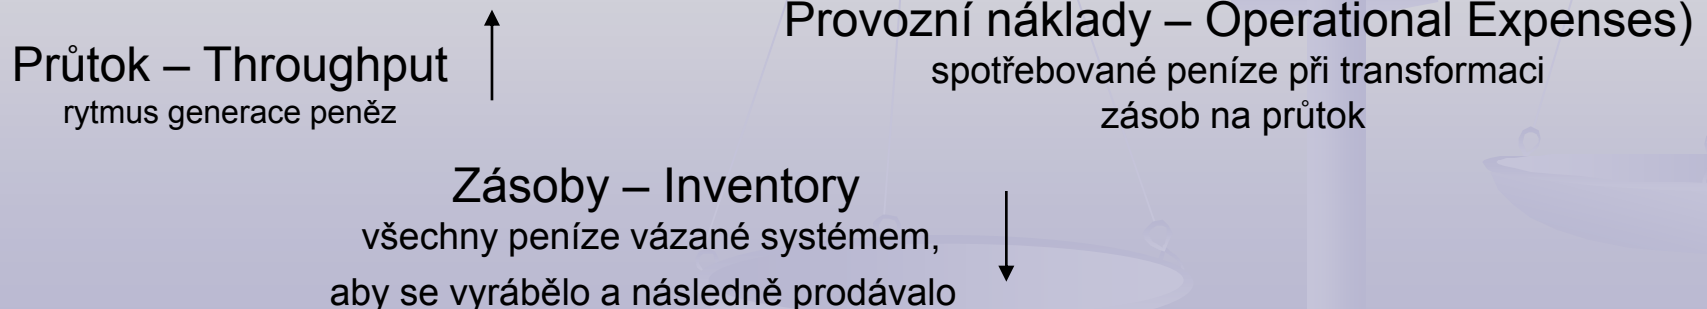 Provozní náklady – Operational Expenses)
Průtok – Throughput
spotřebované peníze při transformaci
rytmus generace peněz
zásob na průtok
Zásoby – Inventory
všechny peníze vázané systémem,
aby se vyrábělo a následně prodávalo